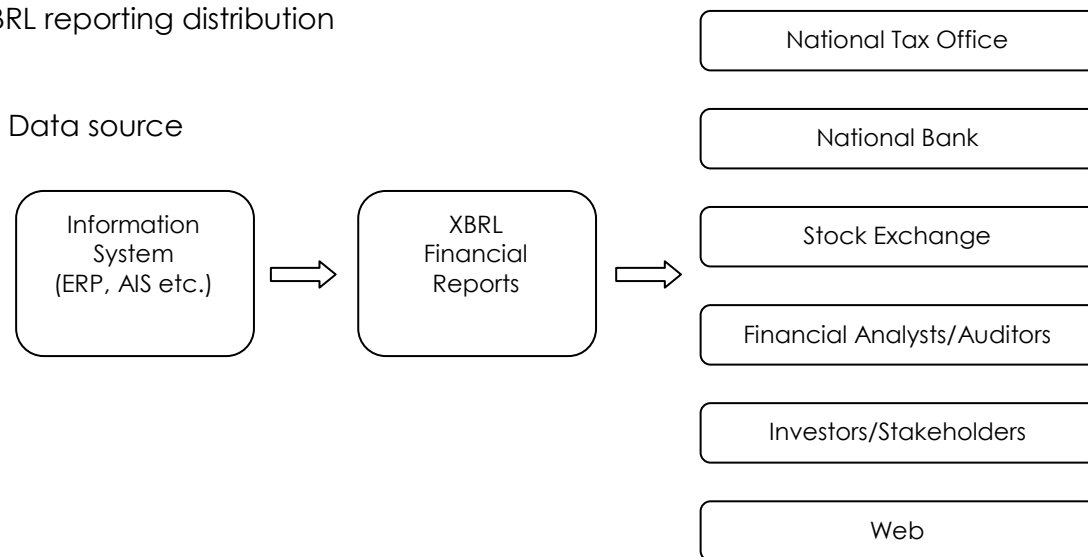 BRL reporting distribution
Data source
Information
System
(ERP, AIS etc.)
XBRL
Financial
Reports
National Tax Office
National Bank
Stock Exchange
Financial Analysts/Auditors
Investors/Stakeholders
Web